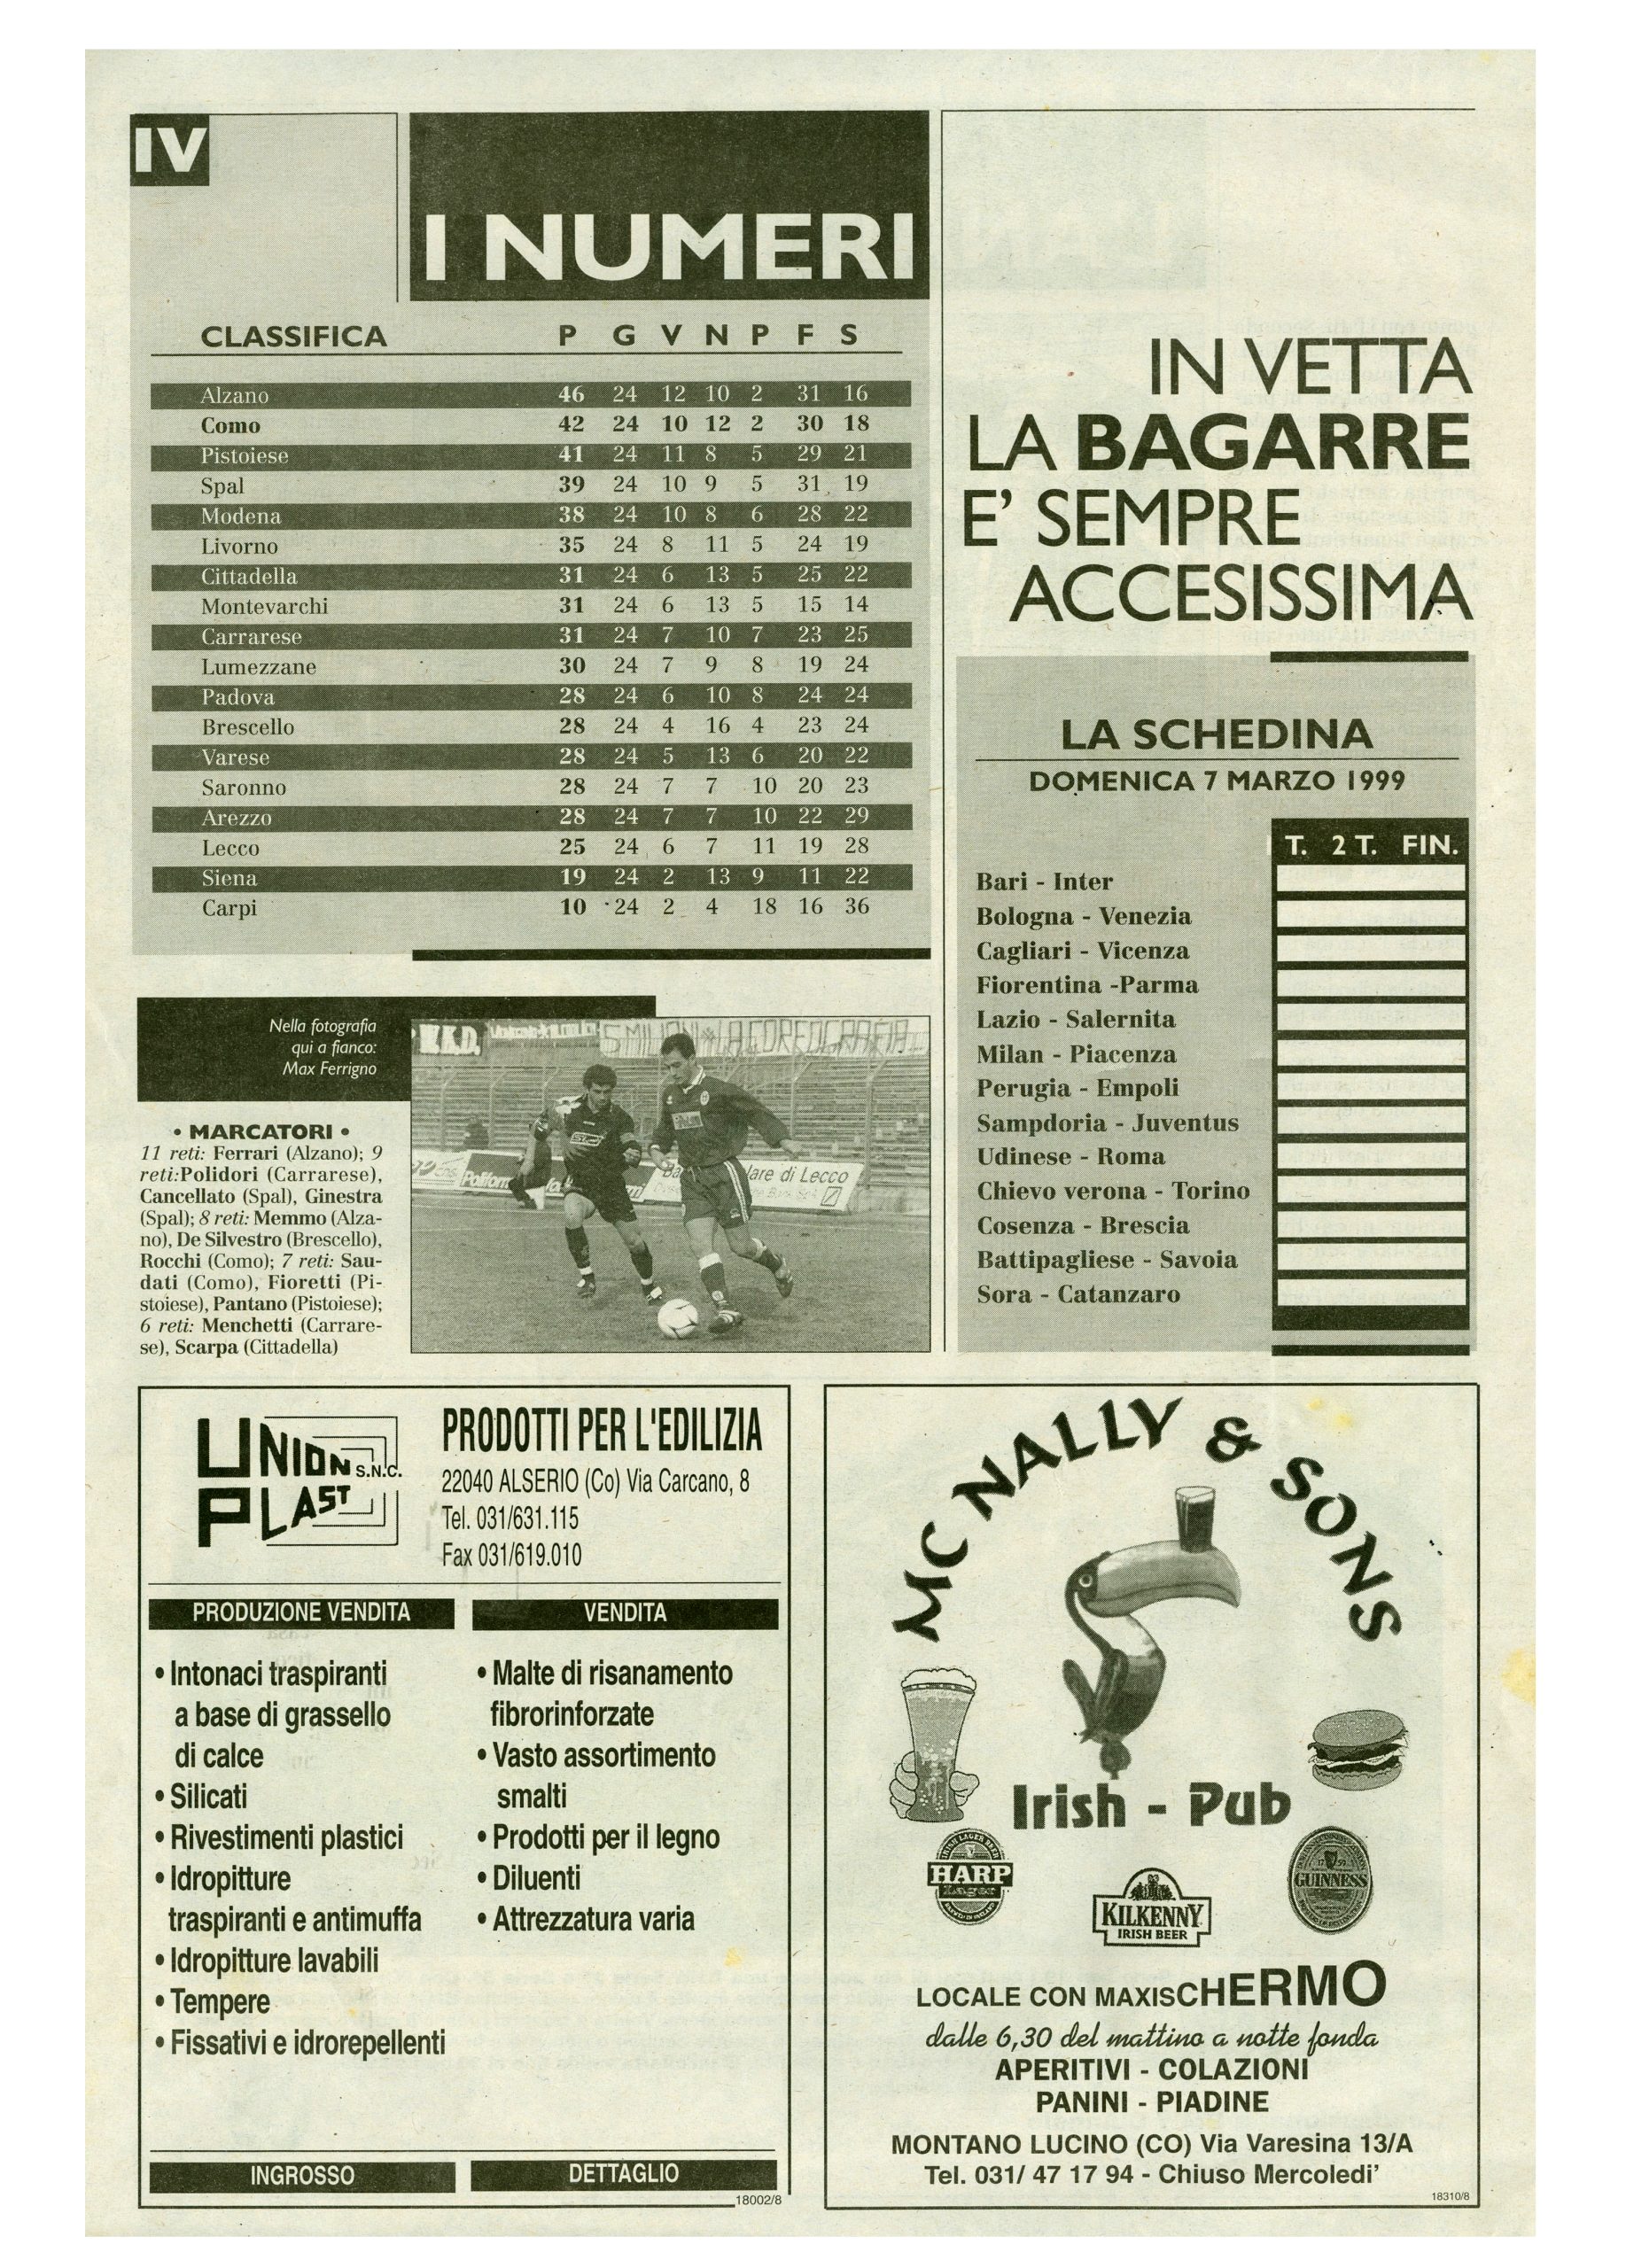 IV
I NUMERI
CLASSIFICA P G V N P F S
Alzano 46 24 12 10 2 31 16
Como 42 24 10 12 2 30 18
Pistoiese 41 24 11 8 5 29 21
Spal 39 24 10 9 5 31 19
Modena 38 24 10 8 6 28 22
Livorno 35 24 8 11 5 24 19
Cittadella 31 24 6 13 5 25 22
Montevarchi 31 24 6 13 5 15 14
Carrarese 31 24 7 10 7 23 25
Lumezzane 30 24 7 9 8 19 24
Padova 28 24 6 10 8 24 24
Brescello 28 24 4 16 4 23 24
Varese 28 24 5 13 6 20 22
Saronno 28 24 7 7 10 20 23
Arezzo 28 24 7 7 10 22 29
Lecco 25 24 6 7 11 19 28
Siena 19 24 2 13 9 11 22
Carpi 10 24 2 4 18 16 36
Nella fotografia
qui a fianco:
Max Ferrigno
• MARCATORI •
11 reti: Ferrari (Alzano); 9
reti:Polidori (Carrarese),
Cancellato (Spal), Ginestra
(Spal); 8 reti: Memmo (Alza-
no), De Silvestro (Brescello),
Rocchi (Como); 7 reti: Sau-
dati (Como), Fioretti (Pi-
stoiese), Pantano (Pistoiese);
6 reti: Menchetti (Carrare-
se), Scarpa (Cittadella)
lare di Lecco
IN VETTA
LA BAGARRE
E' SEMPRE
ACCESISSIMA
LA SCHEDINA
DOMENICA 7 MARZO 1999
T. 2 T. FIN.
Bari - Inter
Bologna - Venezia
Cagliari - Vicenza
Fiorentina -Parma
Lazio - Salernita
Milan - Piacenza
Perugia - Empoli
Sampdoria - Juventus
Udinese - Roma
Chievo verona - Torino
Cosenza - Brescia
Battipagliese - Savoia
Sora - Catanzaro
UNION S.N.C.
PLAST
PRODOTTI PER L'EDILIZIA
22040 ALSERIO (Co) Via Carcano, 8
Tel. 031/631.115
Fax 031/619.010
PRODUZIONE VENDITA
• Intonaci traspiranti
a base di grassello
di calce
• Silicati
• Rivestimenti plastici
• Idropitture
traspiranti e antimuffa
• Idropitture lavabili
• Tempere
• Fissativi e idrorepellenti
VENDITA
• Malte di risanamento
fibrorinforzate
• Vasto assortimento
smalti
• Prodotti per il legno
• Diluenti
• Attrezzatura varia
INGROSSO
DETTAGLIO
18002/8
MC NALLY & SONS
Irish - Pub
HARP
Lager
KILKENNY
IRISH BEER
GUINNESS
LOCALE CON MAXISCHERMO
dalle 6,30 del mattino a notte fonda
APERITIVI - COLAZIONI
PANINI - PIADINE
MONTANO LUCINO (CO) Via Varesina 13/A
Tel. 031/ 47 17 94 - Chiuso Mercoledi'
18310/8